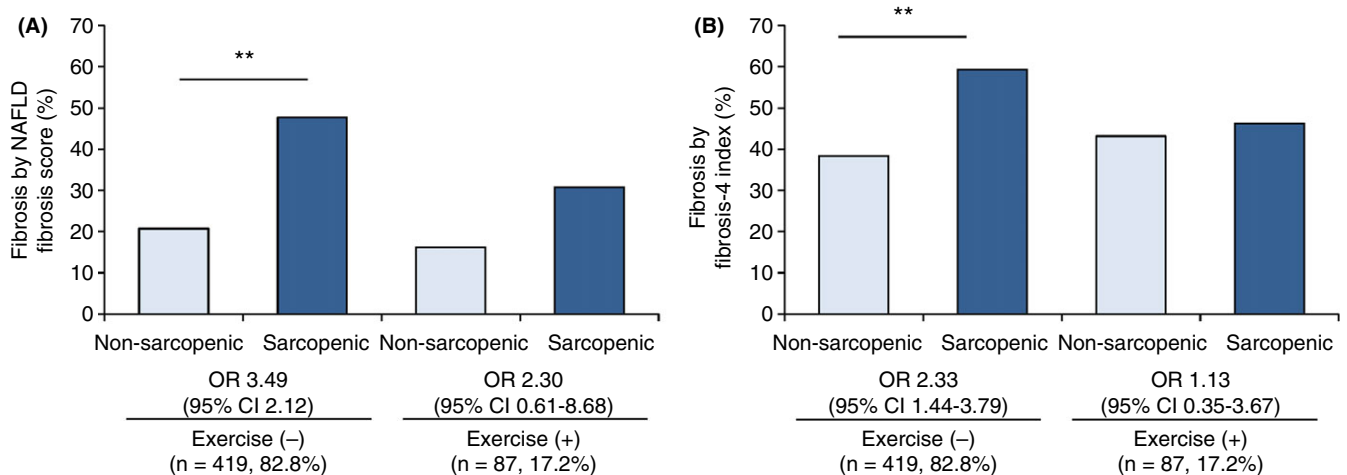 (A)
Fibrosis by NAFLD
fibrosis score (%)
70
60
50
40
30
20
10
0
**
Non-sarcopenic Sarcopenic Non-sarcopenic Sarcopenic
OR 3.49 OR 2.30
(95% CI 2.12) (95% CI 0.61-8.68)
Exercise (–) Exercise (+)
(n = 419, 82.8%) (n = 87, 17.2%)
(B)
Fibrosis by
fibrosis-4 index (%)
70
60
50
40
30
20
10
0
**
Non-sarcopenic Sarcopenic Non-sarcopenic Sarcopenic
OR 2.33 OR 1.13
(95% CI 1.44-3.79) (95% CI 0.35-3.67)
Exercise (–) Exercise (+)
(n = 419, 82.8%) (n = 87, 17.2%)